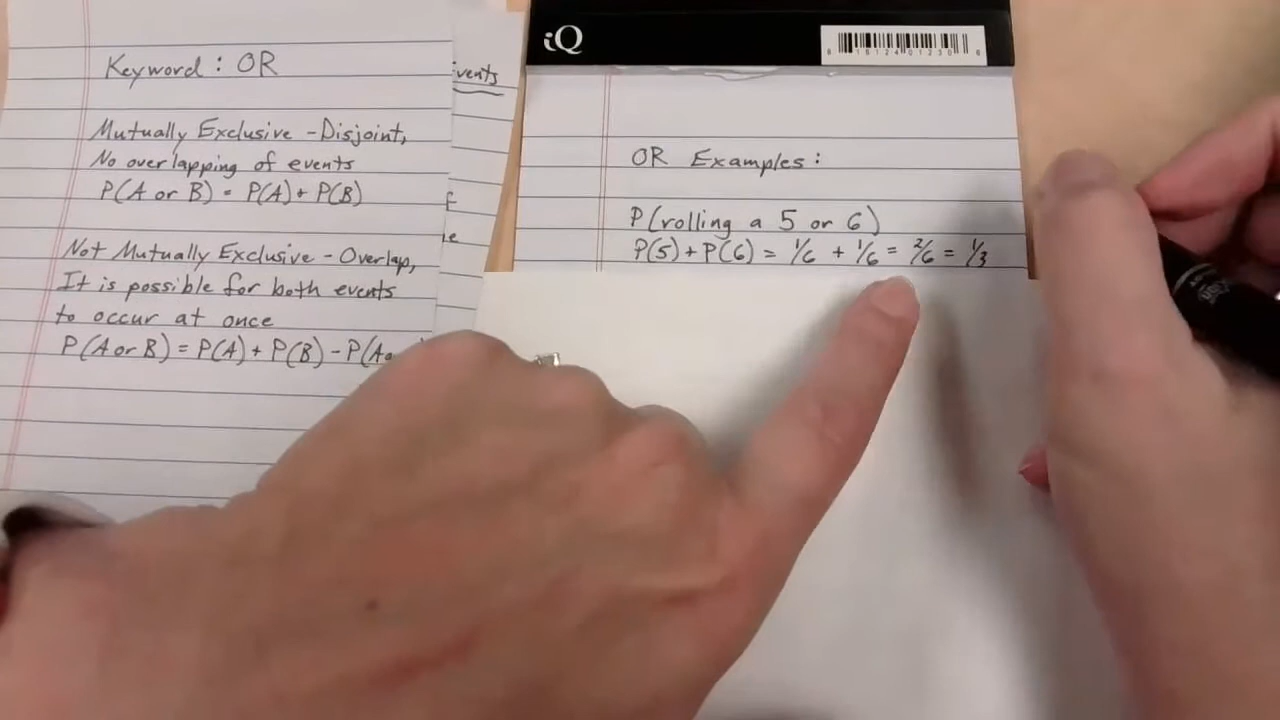 Keyword: OR
Mutually Exclusive - Disjoint,
No overlapping of events
P(A or B) = P(A) + P(B)
Not Mutually Exclusive - Overlap,
It is possible for both events
to occur at once
P(A or B) = P(A) + P(B) - P(A
iQ
OR Examples:
P(rolling a 5 or 6)
P(5) + P(6) = 1/6 + 1/6 = 2/6 = 1/3